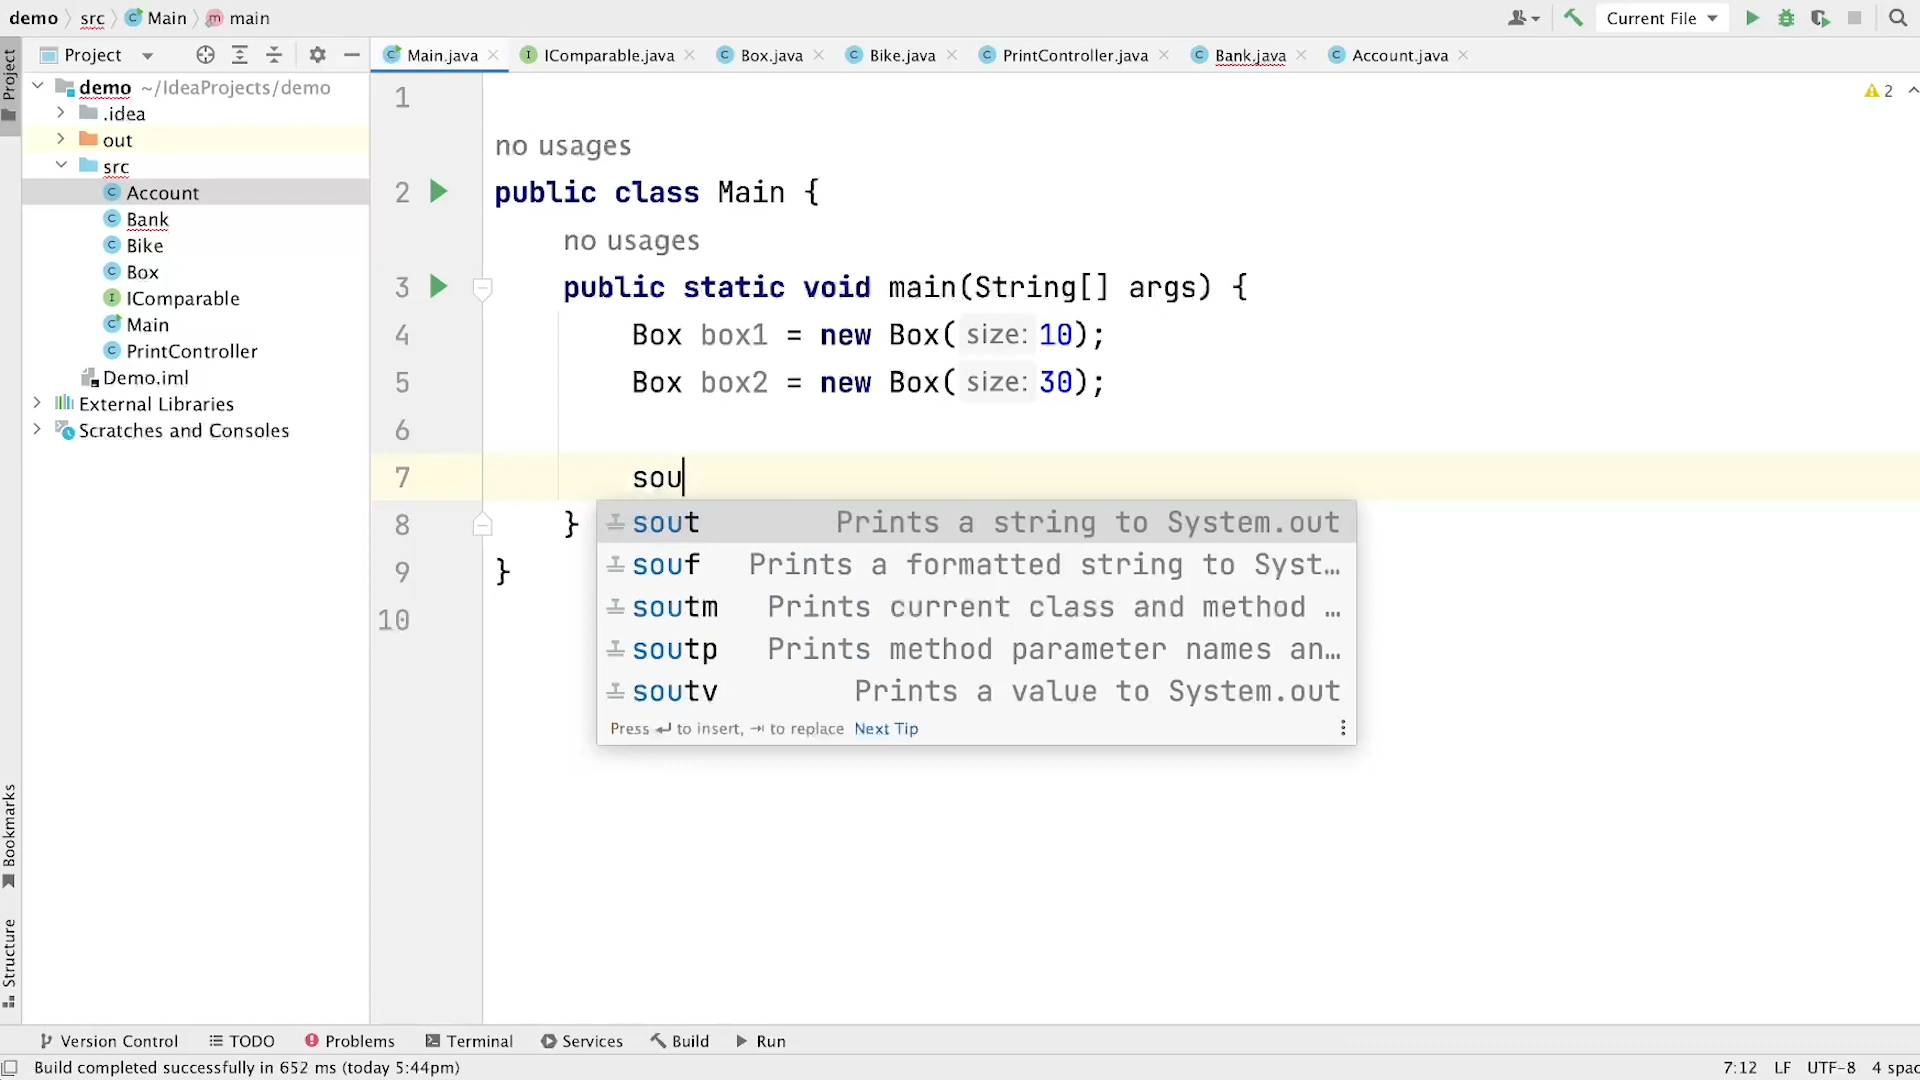 demo src Main main
Current File
Project
Main.java IComparable.java Box.java Bike.java PrintController.java Bank.java Account.java
Project
demo ~/IdeaProjects/demo
.idea
out
src
Account
Bank
Bike
Box
IComparable
Main
PrintController
Demo.iml
External Libraries
Scratches and Consoles
Bookmarks
Structure
2
1
no usages
2 public class Main {
no usages
3 public static void main(String[] args) {
4 Box box1 = new Box( size: 10);
5 Box box2 = new Box( size: 30);
6
7 sou
8 }
9 }
10
sout Prints a string to System.out
souf Prints a formatted string to Syst…
soutm Prints current class and method …
soutp Prints method parameter names an…
soutv Prints a value to System.out
Press ↵ to insert, ⇥ to replace Next Tip
Version Control TODO Problems Terminal Services Build Run
Build completed successfully in 652 ms (today 5:44pm)
7:12 LF UTF-8 4 spac